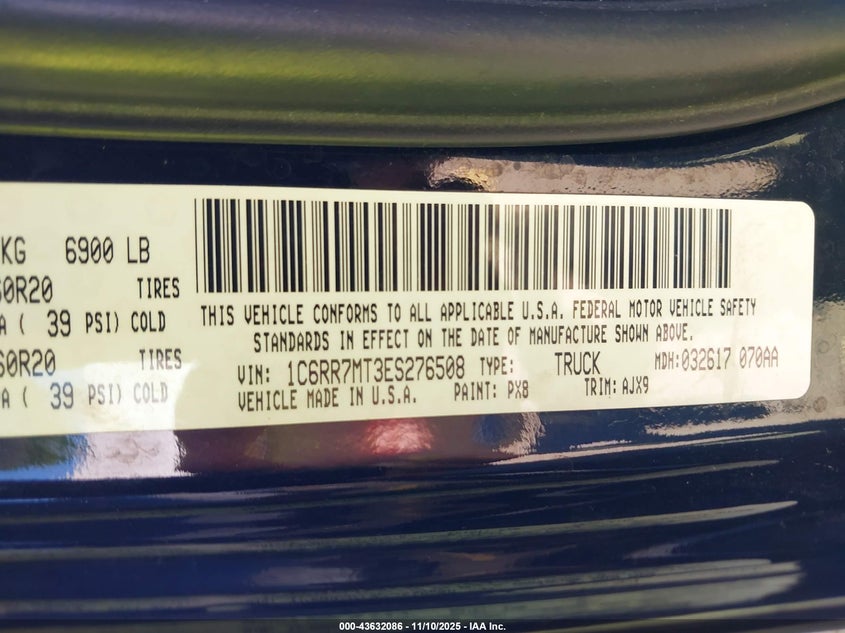 KG 6900 LB
60R20 TIRES
A ( 39 PSI) COLD
60R20 TIRES
A ( 39 PSI) COLD
THIS VEHICLE CONFORMS TO ALL APPLICABLE U.S.A. FEDERAL MOTOR VEHICLE SAFETY
STANDARDS IN EFFECT ON THE DATE OF MANUFACTURE SHOWN ABOVE.
VIN: 1C6RR7MT3ES276508 TYPE: TRUCK MDH:032617 070AA
VEHICLE MADE IN U.S.A. PAINT: PX8 TRIM: AJX9
000-43632086 - 11/10/2025 - IAA Inc.